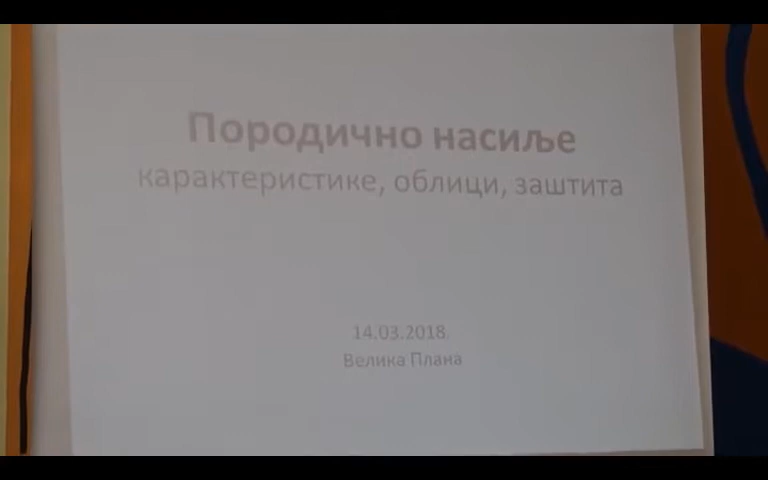 Породично насиље
карактеристике, облици, заштита
14.03.2018.
Велика Плана